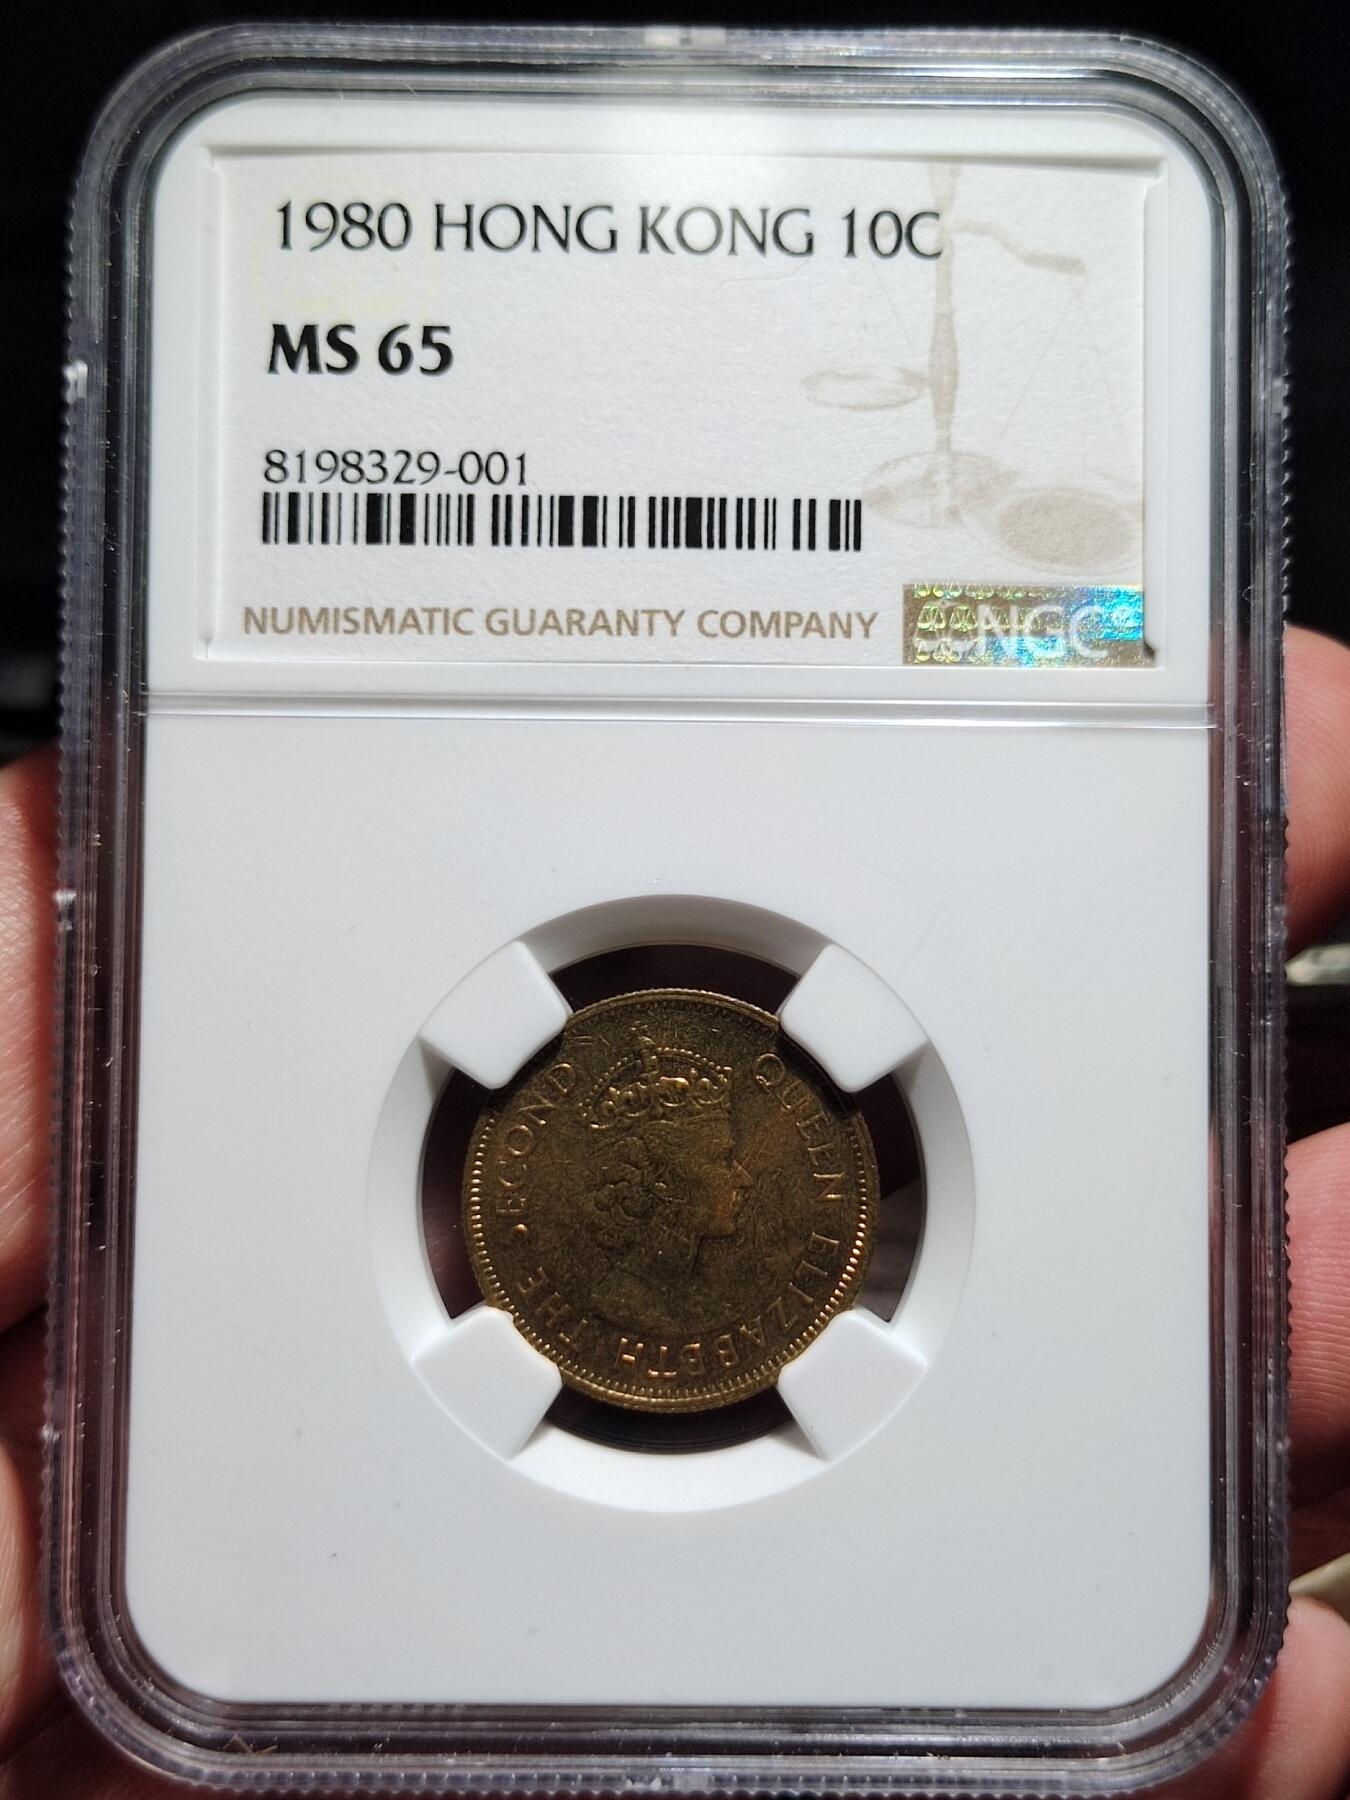 1980 HONG KONG 10C
MS 65
8198329-001
NUMISMATIC GUARANTY COMPANY
NGC
QUEEN ELIZABETH THE SECOND